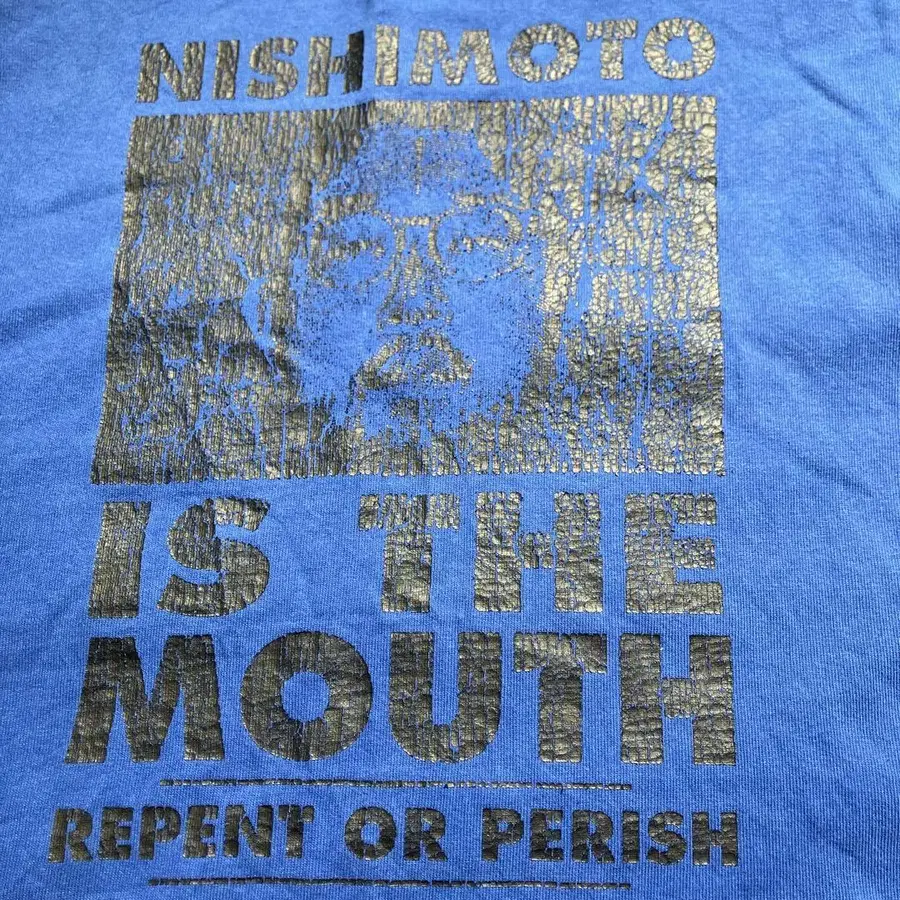 NISHIMOTO
IS THE
MOUTH
REPENT OR PERISH